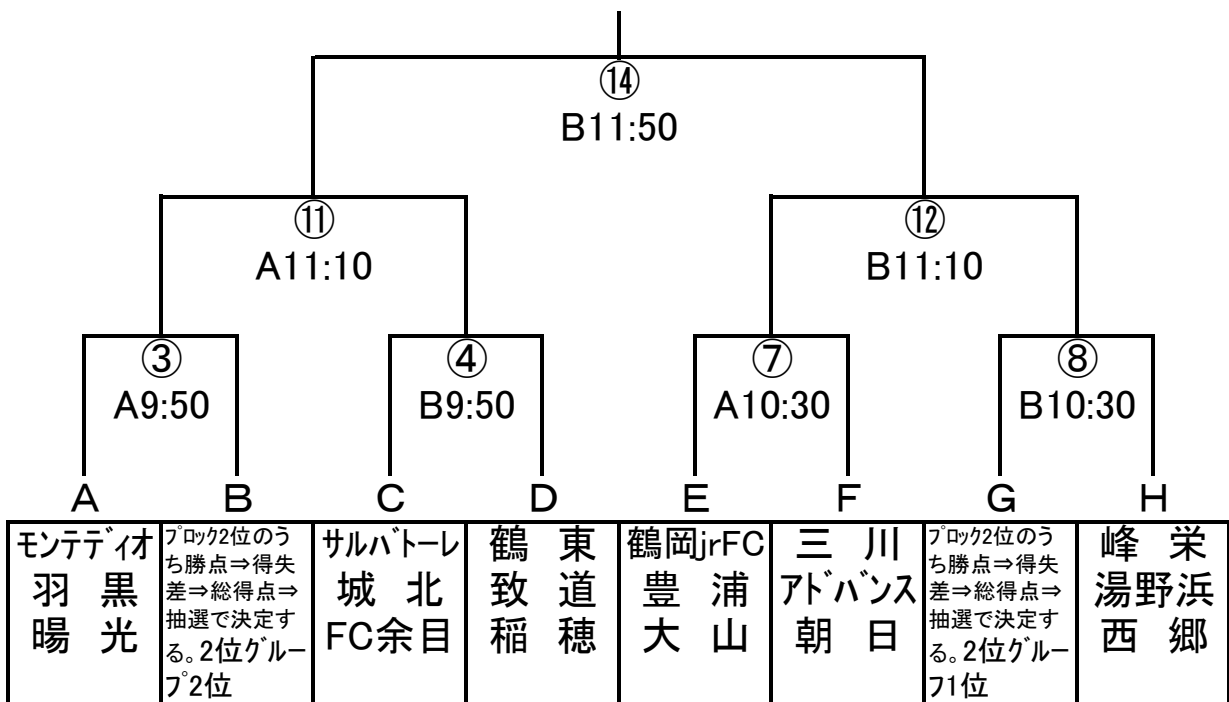 ⑭
B11:50
⑪
⑫
A11:10
B11:10
③
④
⑦
⑧
A9:50
B9:50
A10:30
B10:30
A
B
C
D
E
F
G
H
モンテディオ
羽 黒
暘 光
ブロック2位のう
ち勝点⇒得失
差⇒総得点⇒
抽選で決定す
る。2位グルー
プ2位
サルバトーレ
城 北
FC余目
鶴 東
致 道
稲 穂
鶴岡jrFC
豊 浦
大 山
三 川
アドバンス
朝 日
ブロック2位のう
ち勝点⇒得失
差⇒総得点⇒
抽選で決定す
る。2位グルー
プ1位
峰 栄
湯野浜
西 郷